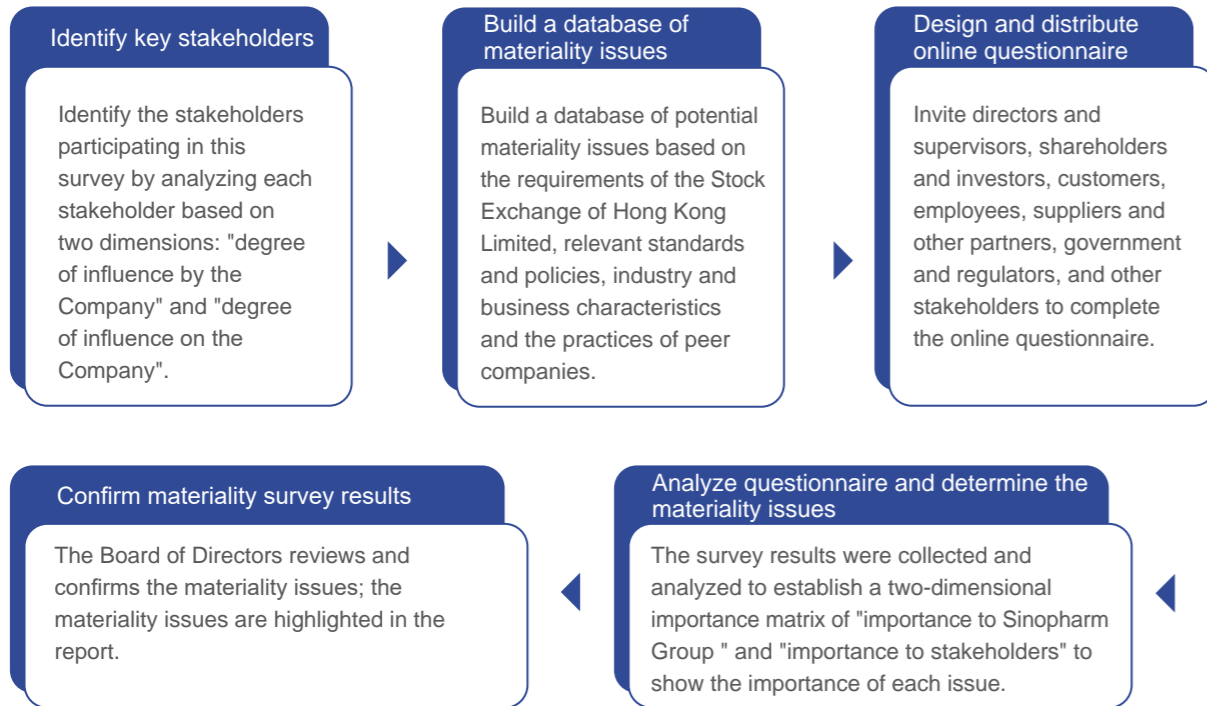 Identify key stakeholders
Identify the stakeholders
participating in this
survey by analyzing each
stakeholder based on
two dimensions: "degree
of influence by the
Company" and "degree
of influence on the
Company".
Build a database of
materiality issues
Build a database of potential
materiality issues based on
the requirements of the Stock
Exchange of Hong Kong
Limited, relevant standards
and policies, industry and
business characteristics
and the practices of peer
companies.
Design and distribute
online questionnaire
Invite directors and
supervisors, shareholders
and investors, customers,
employees, suppliers and
other partners, government
and regulators, and other
stakeholders to complete
the online questionnaire.
Analyze questionnaire and determine the
materiality issues
The survey results were collected and
analyzed to establish a two-dimensional
importance matrix of "importance to Sinopharm
Group " and "importance to stakeholders" to
show the importance of each issue.
Confirm materiality survey results
The Board of Directors reviews and
confirms the materiality issues; the
materiality issues are highlighted in the
report.